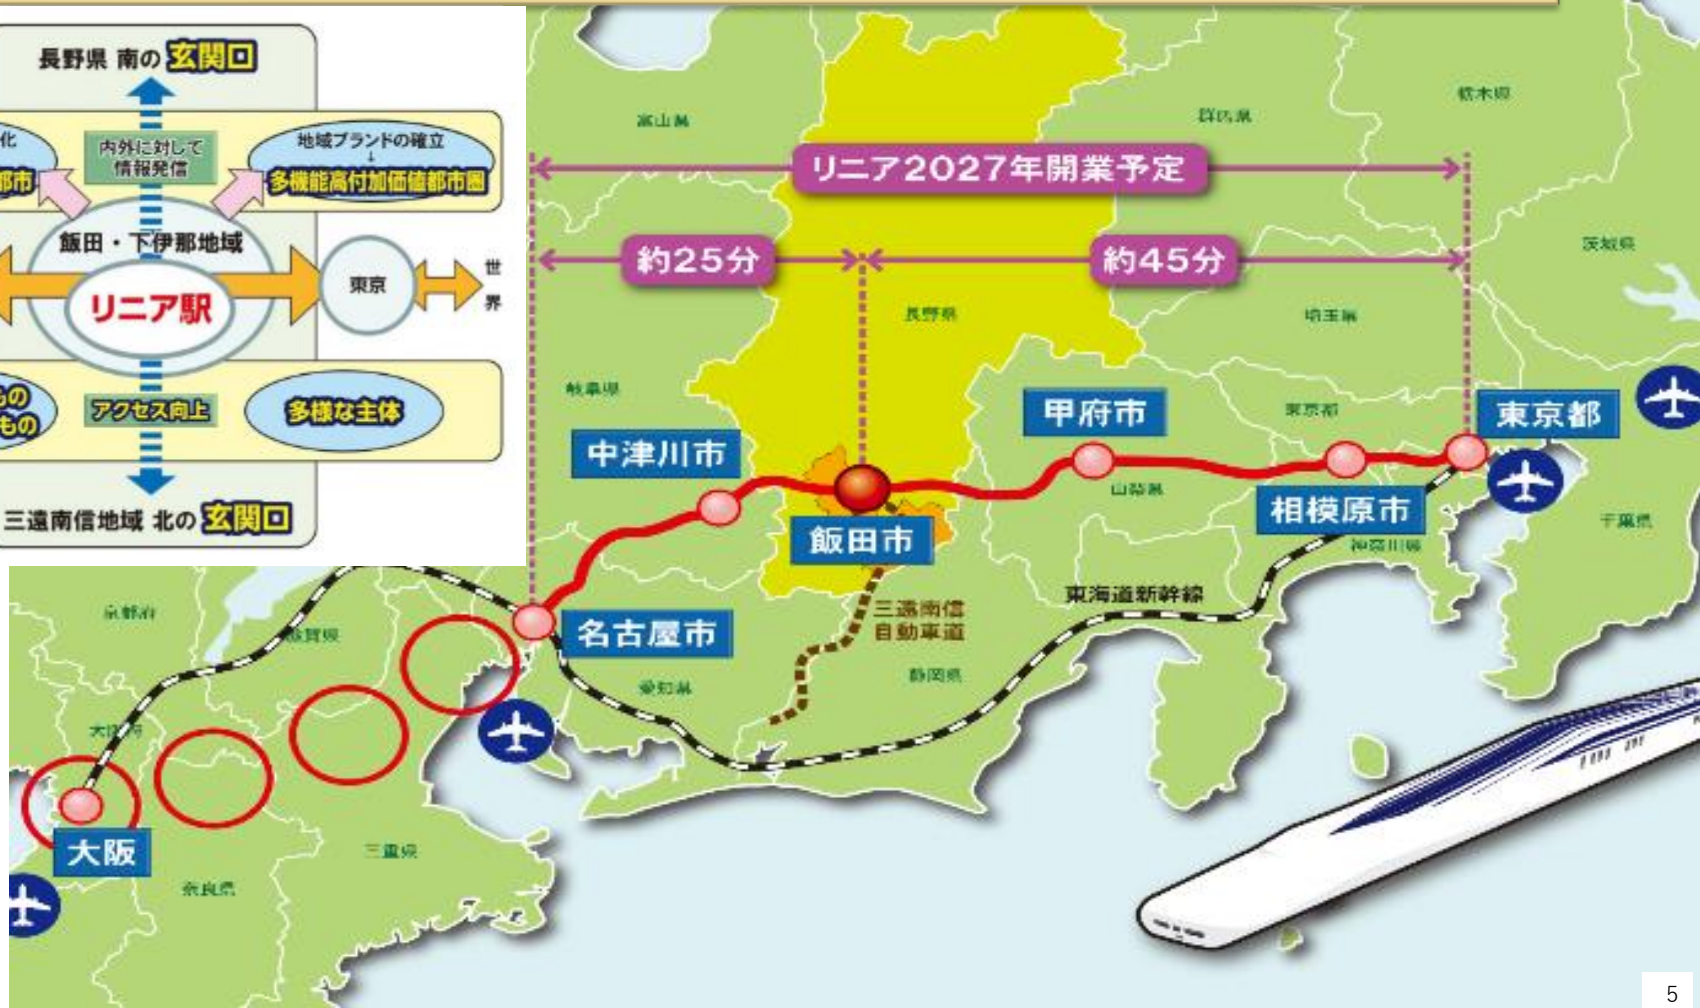 長野県 南の 玄関口
化
内外に対して
情報発信
地域ブランドの確立
↓
都市
多機能高付加価値都市圏
飯田・下伊那地域
リニア駅
東京
世
界
もの
もの
アクセス向上
多様な主体
三遠南信地域 北の 玄関口
富山県
群馬県
栃木県
リニア2027年開業予定
茨城県
約25分
約45分
長野県
埼玉県
岐阜県
東京都
甲府市
東京都
中津川市
山梨県
相模原市
飯田市
千葉県
神奈川県
東海道新幹線
三遠南信
自動車道
名古屋市
京都府
滋賀県
静岡県
愛知県
大阪府
大阪
三重県
奈良県
5